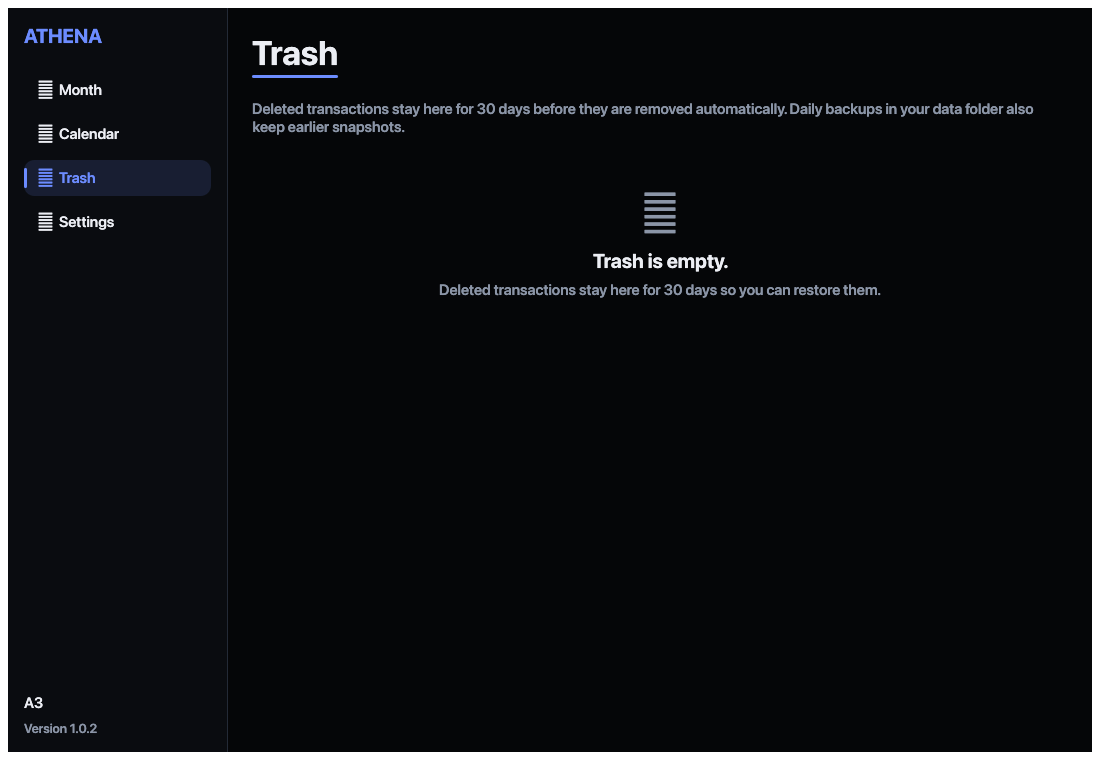 ATHENA
Month
Calendar
Trash
Settings
A3
Version 1.0.2
Trash
Deleted transactions stay here for 30 days before they are removed automatically. Daily backups in your data folder also
keep earlier snapshots.
Trash is empty.
Deleted transactions stay here for 30 days so you can restore them.